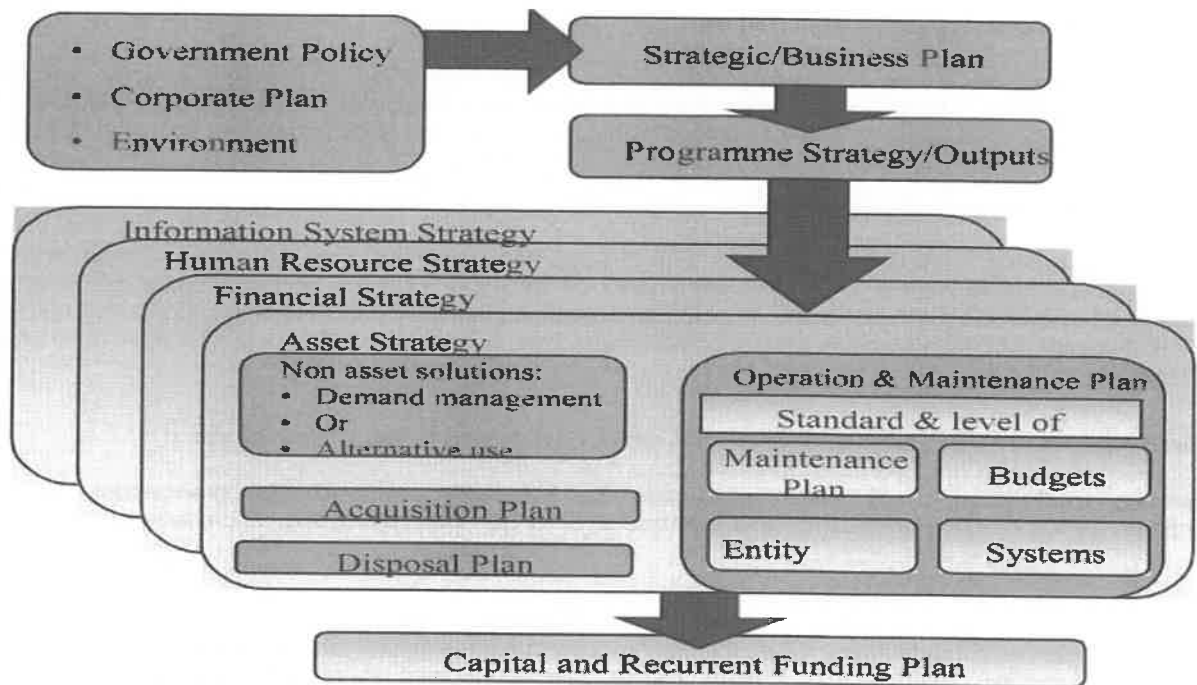 • Government Policy
• Corporate Plan
• Environment
Strategic/Business Plan
Programme Strategy/Outputs
Information System Strategy
Human Resource Strategy
Financial Strategy
Asset Strategy
Non asset solutions:
• Demand management
• Or
• Alternative use
Acquisition Plan
Disposal Plan
Operation & Maintenance Plan
Standard & level of
Maintenance
Plan
Budgets
Entity
Systems
Capital and Recurrent Funding Plan